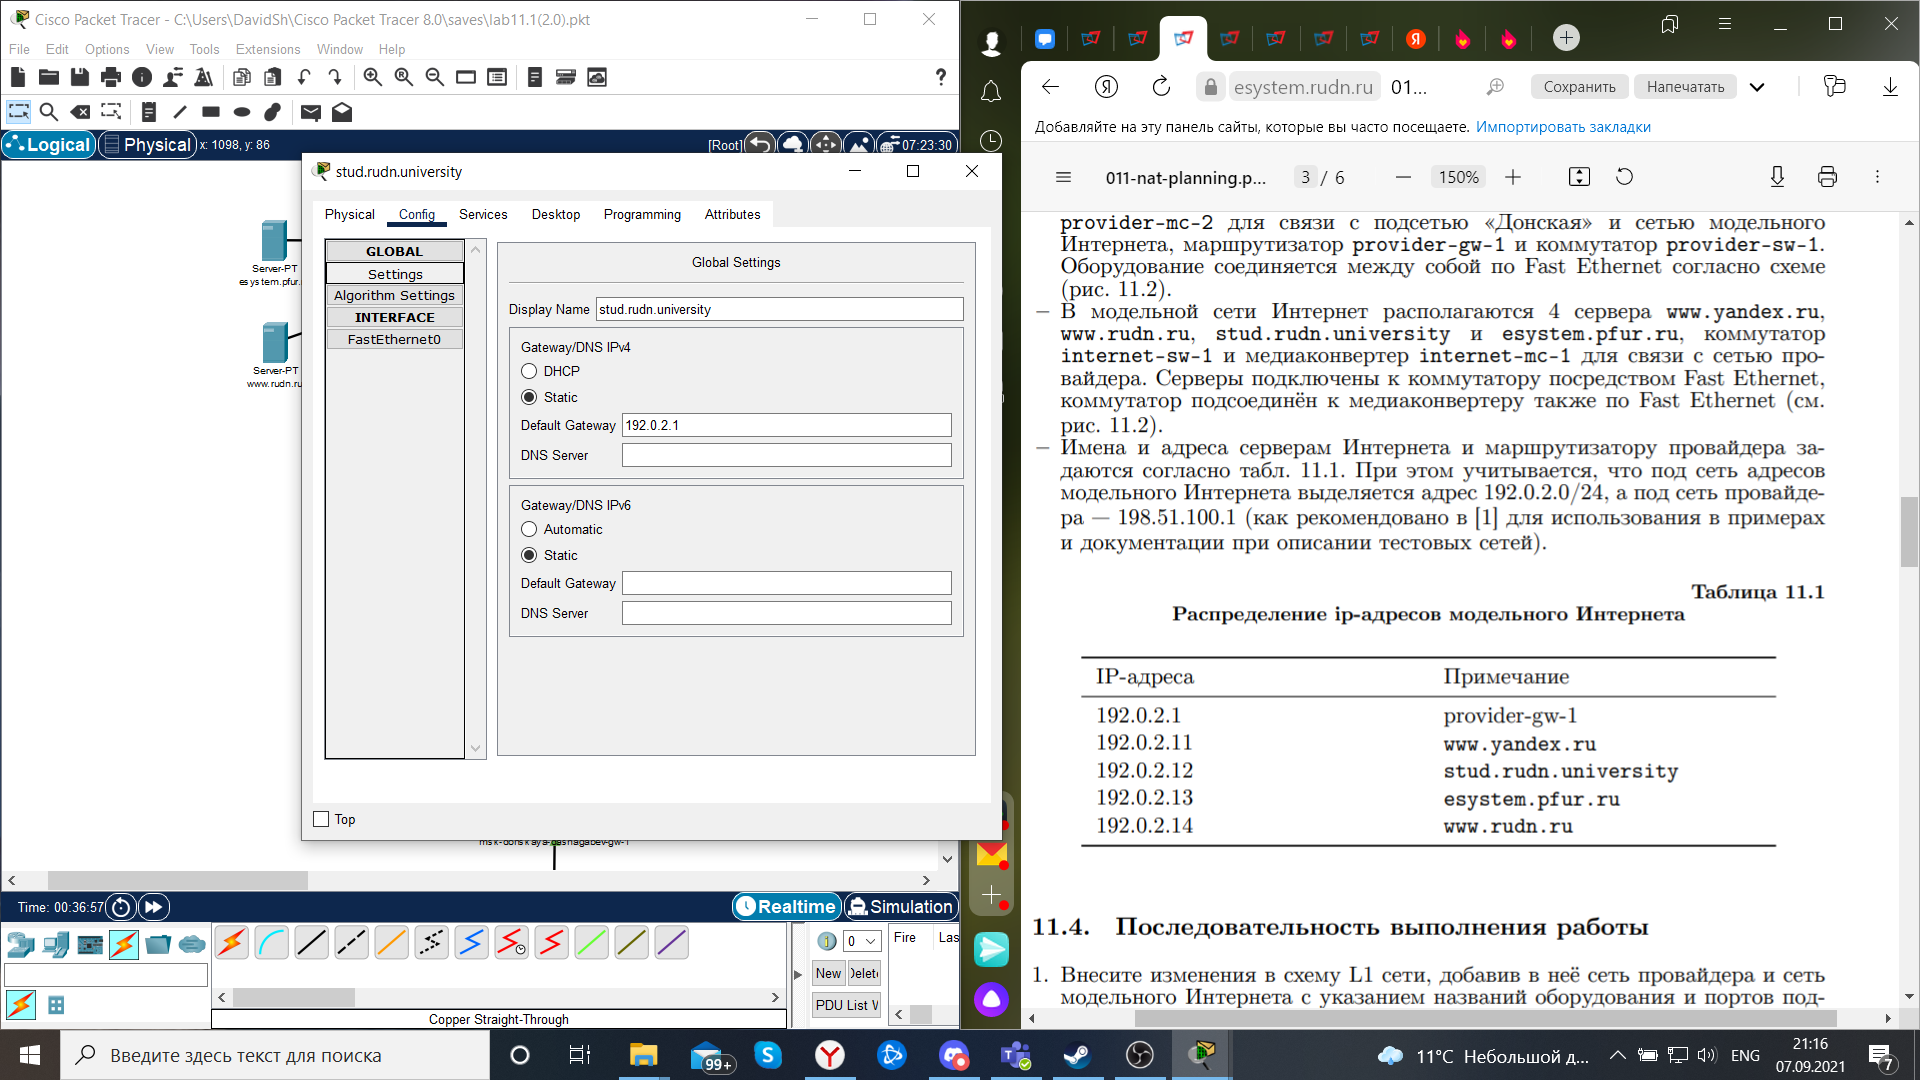 Cisco Packet Tracer - C:\Users\DavidSh\Cisco Packet Tracer 8.0\saves\lab11.1(2.0).pkt
File Edit Options View Tools Extensions Window Help
Logical Physical x: 1098, y: 86 [Root] 07:23:30
Server-PT
esystem.pfur.
Server-PT
www.rudn.ru
stud.rudn.university
Physical Config Services Desktop Programming Attributes
GLOBAL
Settings
Algorithm Settings
INTERFACE
FastEthernet0
Global Settings
Display Name stud.rudn.university
Gateway/DNS IPv4
DHCP
Static
Default Gateway 192.0.2.1
DNS Server
Gateway/DNS IPv6
Automatic
Static
Default Gateway
DNS Server
Top
Time: 00:36:57
Realtime Simulation
0
Fire Las
New Delete
PDU List W
Copper Straight-Through
esystem.rudn.ru 01...
Сохранить Напечатать
Добавляйте на эту панель сайты, которые вы часто посещаете. Импортировать закладки
011-nat-planning.p... 3 / 6 150%
provider-mc-2 для связи с подсетью «Донская» и сетью модельного
Интернета, маршрутизатор provider-gw-1 и коммутатор provider-sw-1.
Оборудование соединяется между собой по Fast Ethernet согласно схеме
(рис. 11.2).
– В модельной сети Интернет располагаются 4 сервера www.yandex.ru,
www.rudn.ru, stud.rudn.university и esystem.pfur.ru, коммутатор
internet-sw-1 и медиаконвертер internet-mc-1 для связи с сетью про-
вайдера. Серверы подключены к коммутатору посредством Fast Ethernet,
коммутатор подсоединён к медиаконвертеру также по Fast Ethernet (см.
рис. 11.2).
– Имена и адреса серверам Интернета и маршрутизатору провайдера за-
даются согласно табл. 11.1. При этом учитывается, что под сеть адресов
модельного Интернета выделяется адрес 192.0.2.0/24, а под сеть провайде-
ра — 198.51.100.1 (как рекомендовано в [1] для использования в примерах
и документации при описании тестовых сетей).
Таблица 11.1
Распределение ip-адресов модельного Интернета
IP-адреса Примечание
192.0.2.1 provider-gw-1
192.0.2.11 www.yandex.ru
192.0.2.12 stud.rudn.university
192.0.2.13 esystem.pfur.ru
192.0.2.14 www.rudn.ru
11.4. Последовательность выполнения работы
1. Внесите изменения в схему L1 сети, добавив в неё сеть провайдера и сеть
модельного Интернета с указанием названий оборудования и портов под-
Введите здесь текст для поиска
99+
11°C Небольшой д...
ENG
21:16
07.09.2021
7